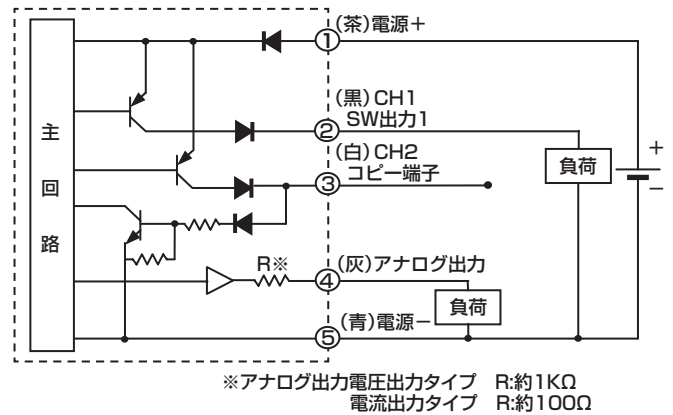 ①(茶)電源+
主回路
②(黒)CH1
SW出力1
③(白)CH2
コピー端子
負荷
+
−
R※
④(灰)アナログ出力
負荷
⑤(青)電源−
※アナログ出力電圧出力タイプ R:約1KΩ
電流出力タイプ R:約100Ω